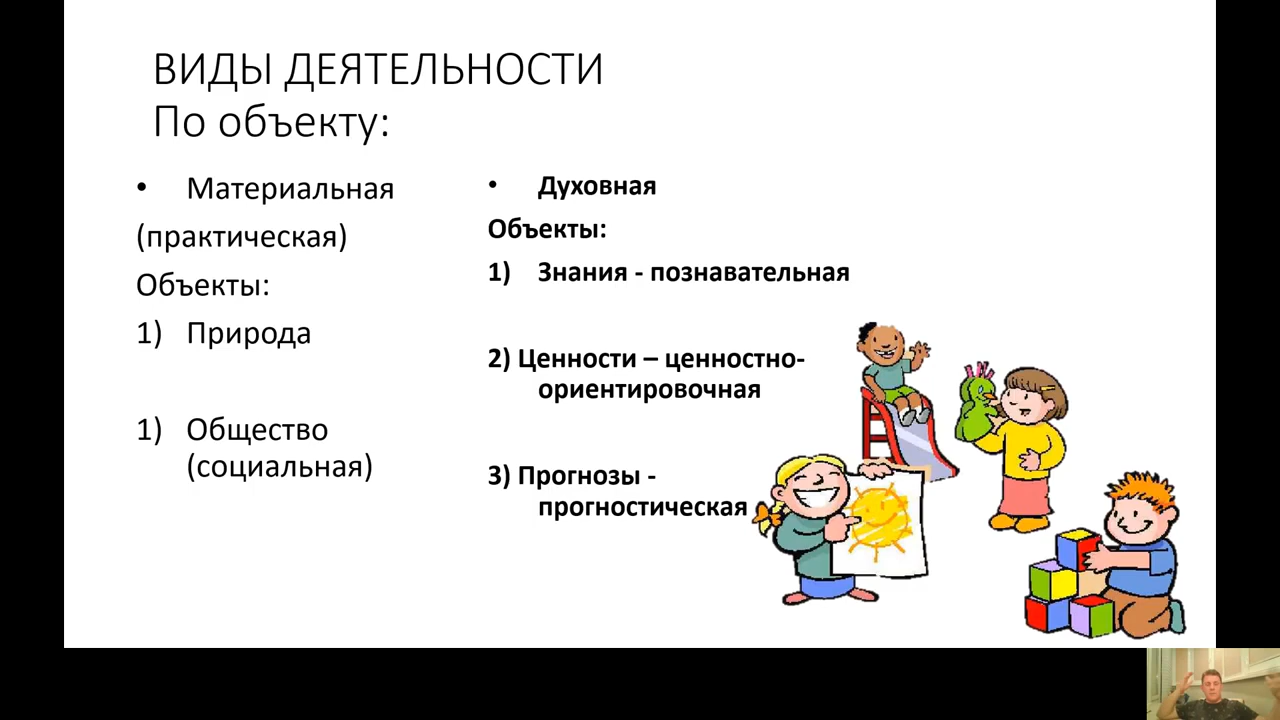 ВИДЫ ДЕЯТЕЛЬНОСТИ
По объекту:
• Материальная
(практическая)
Объекты:
1) Природа
1) Общество
(социальная)
• Духовная
Объекты:
1) Знания - познавательная
2) Ценности – ценностно-
ориентировочная
3) Прогнозы -
прогностическая